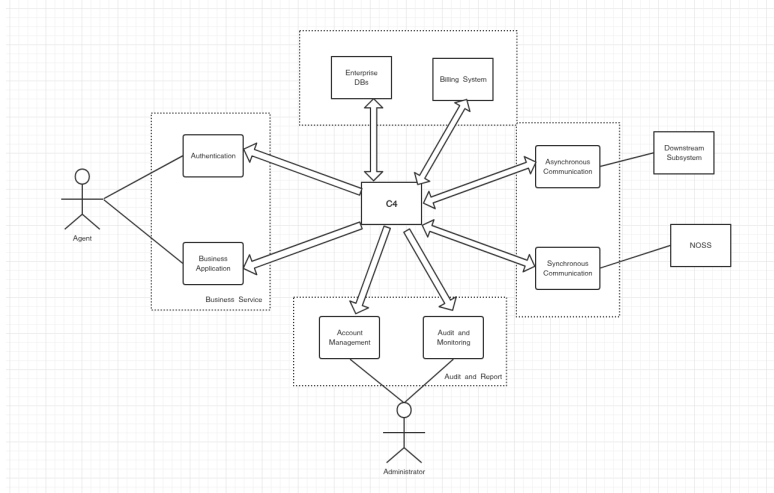 Enterprise
DBs
Billing System
Authentication
Asynchronous
Communication
Downstream
Subsystem
C4
Agent
Business
Application
Business Service
Synchronous
Communication
NOSS
Account
Management
Audit and
Monitoring
Audit and Report
Administrator